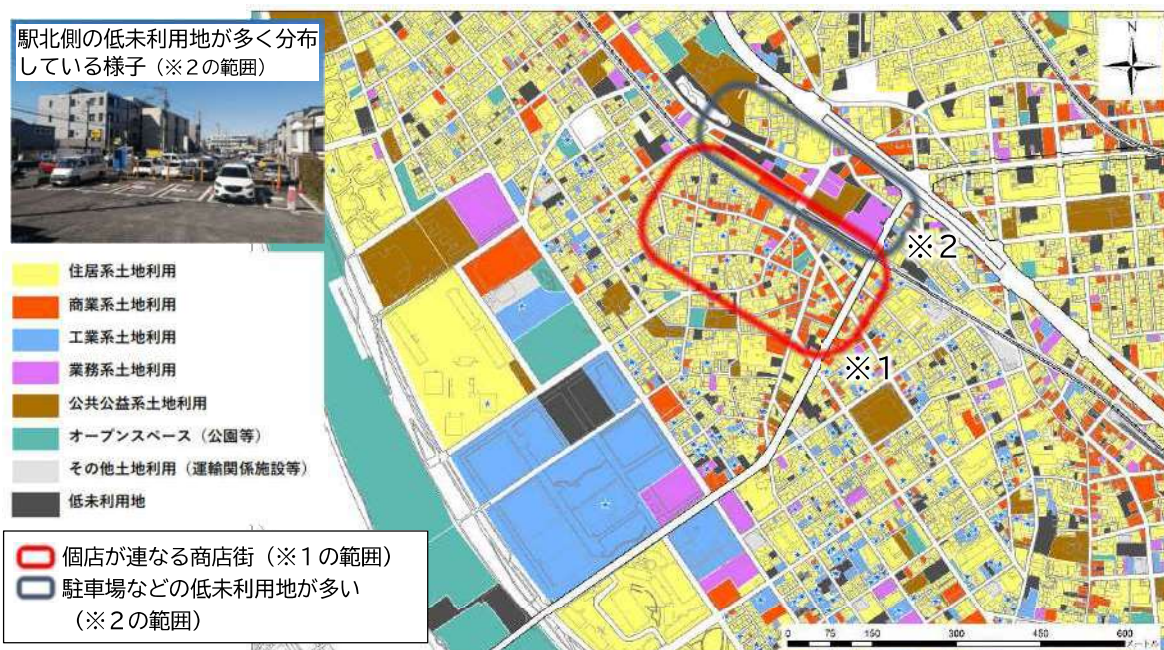 駅北側の低未利用地が多く分布
している様子（※２の範囲）
N
※2
※1
住居系土地利用
商業系土地利用
工業系土地利用
業務系土地利用
公共公益系土地利用
オープンスペース（公園等）
その他土地利用（運輸関係施設等）
低未利用地
個店が連なる商店街（※１の範囲）
駐車場などの低未利用地が多い
（※２の範囲）
0 75 150 300 450 600
メートル